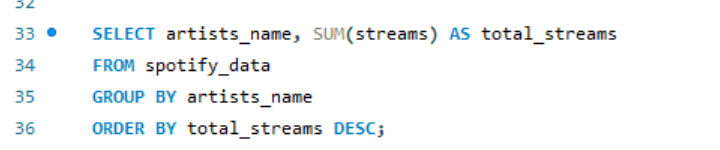 32
33 SELECT artists_name, SUM(streams) AS total_streams
34 FROM spotify_data
35 GROUP BY artists_name
36 ORDER BY total_streams DESC;